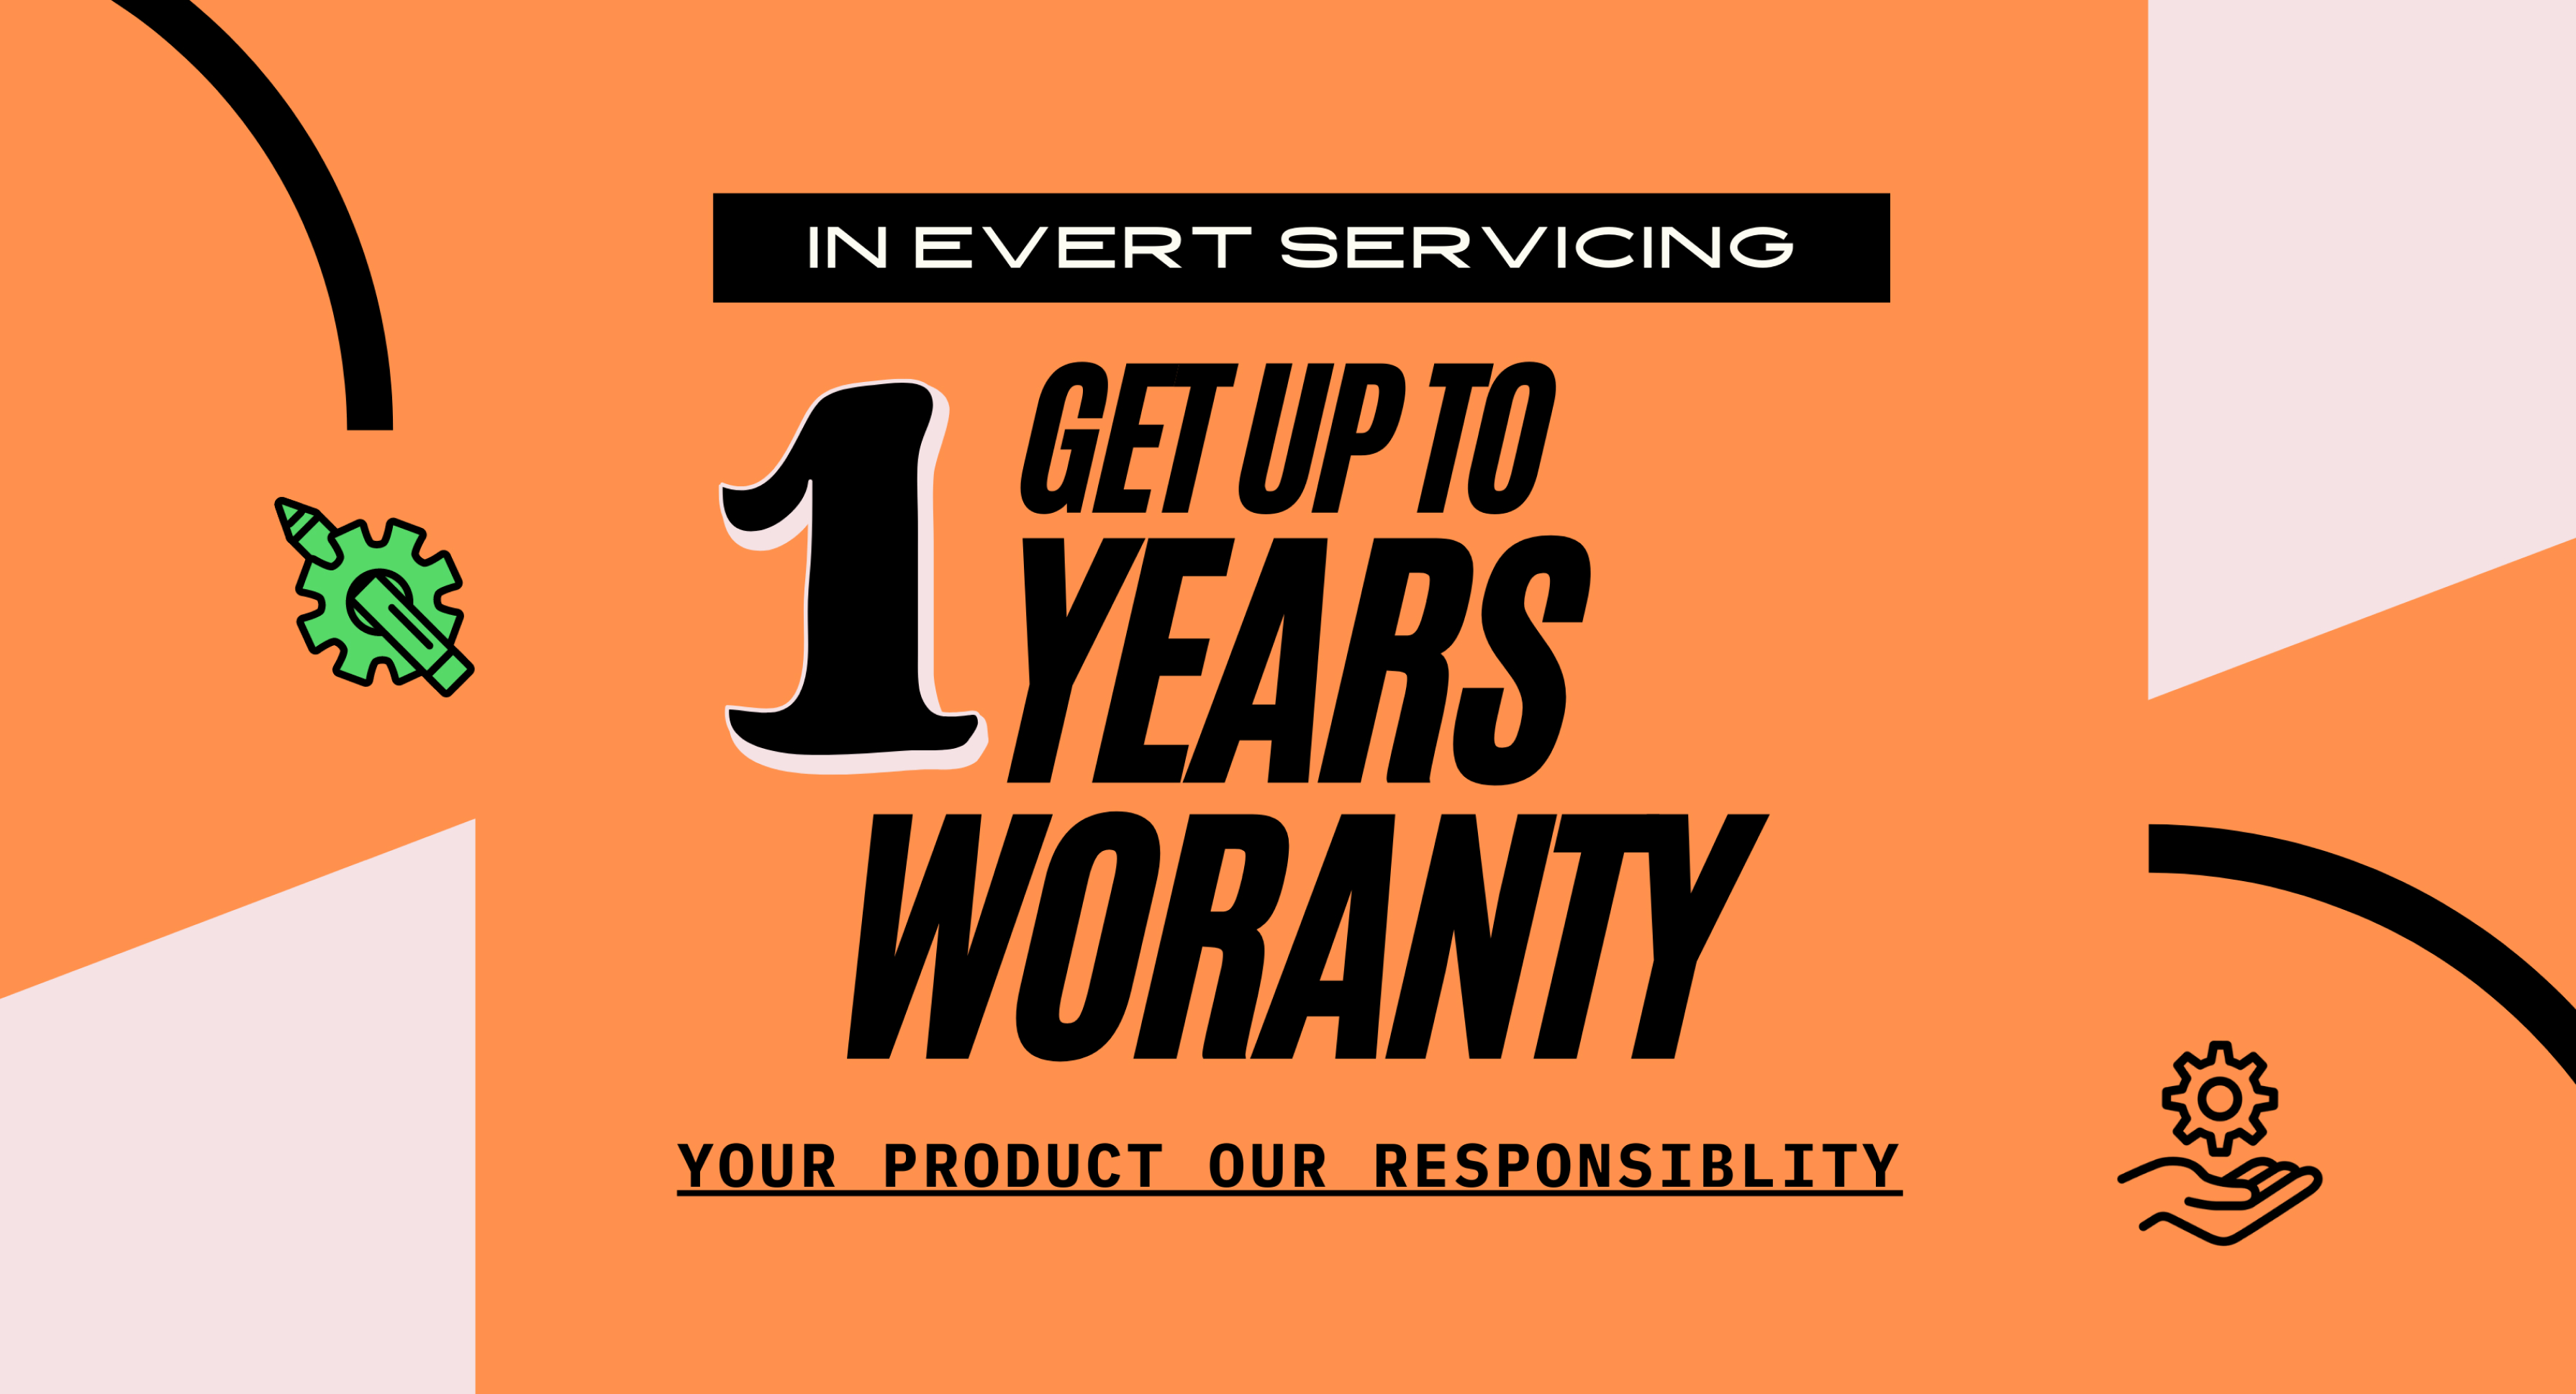 IN EVERT SERVICING
GET UP TO
1 YEARS
WORANTY
YOUR PRODUCT OUR RESPONSIBLITY